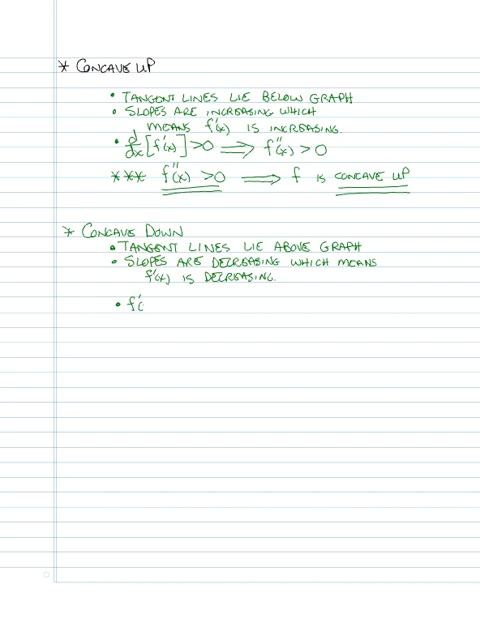 * CONCAVE UP
• TANGENT LINES LIE BELOW GRAPH
• SLOPES ARE INCREASING WHICH
MEANS f'(x) IS INCREASING.
• d/dx [f'(x)] > 0 ⟹ f''(x) > 0
*** f''(x) > 0 ⟹ f IS CONCAVE UP
* CONCAVE DOWN
• TANGENT LINES LIE ABOVE GRAPH
• SLOPES ARE DECREASING WHICH MEANS
f'(x) IS DECREASING.
• f'(